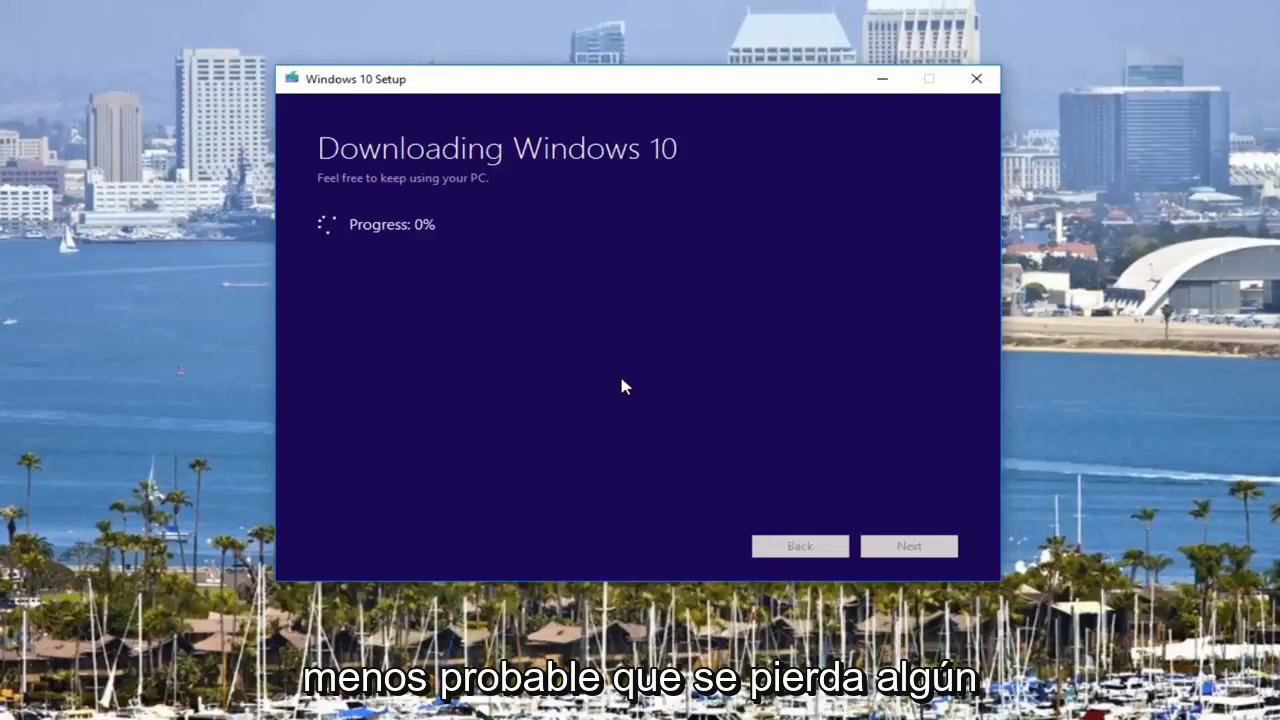 Windows 10 Setup
Downloading Windows 10
Feel free to keep using your PC.
Progress: 0%
Back
Next
menos probable que se pierda algún